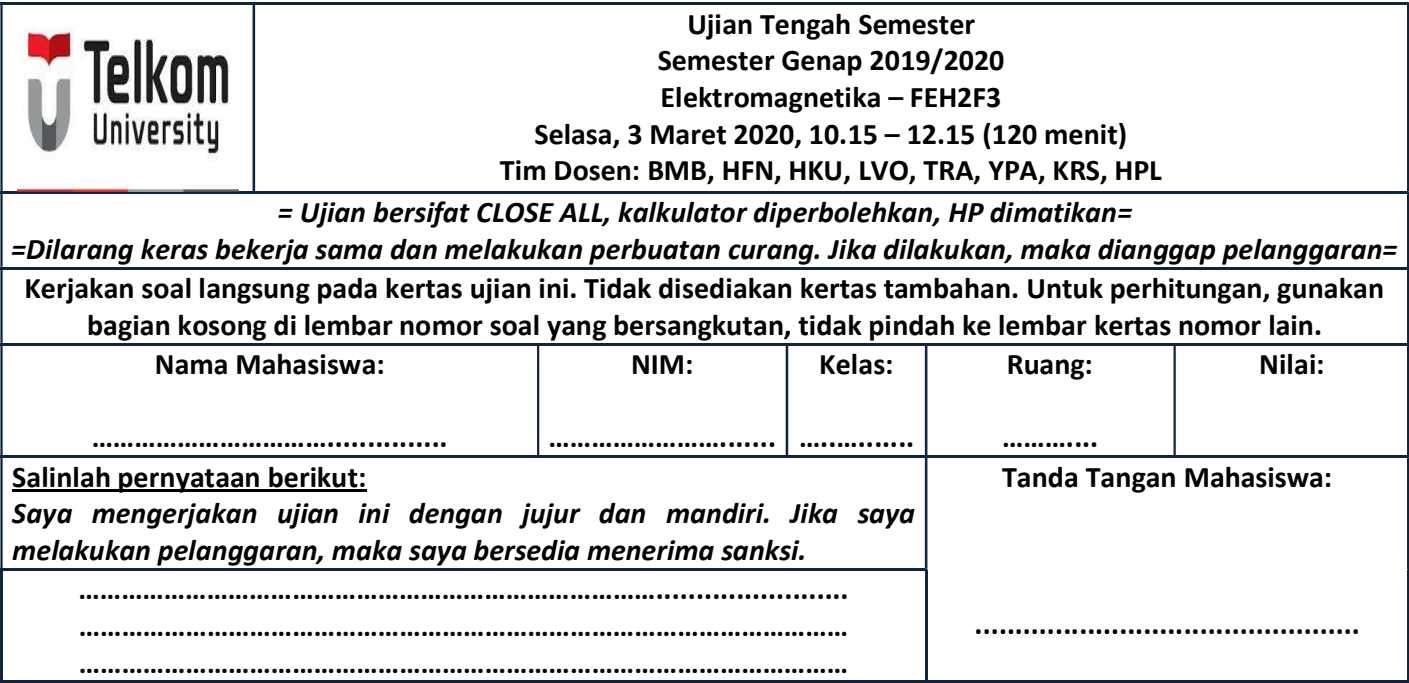 Telkom
University
Ujian Tengah Semester
Semester Genap 2019/2020
Elektromagnetika – FEH2F3
Selasa, 3 Maret 2020, 10.15 – 12.15 (120 menit)
Tim Dosen: BMB, HFN, HKU, LVO, TRA, YPA, KRS, HPL
= Ujian bersifat CLOSE ALL, kalkulator diperbolehkan, HP dimatikan=
=Dilarang keras bekerja sama dan melakukan perbuatan curang. Jika dilakukan, maka dianggap pelanggaran=
Kerjakan soal langsung pada kertas ujian ini. Tidak disediakan kertas tambahan. Untuk perhitungan, gunakan
bagian kosong di lembar nomor soal yang bersangkutan, tidak pindah ke lembar kertas nomor lain.
Nama Mahasiswa: NIM: Kelas: Ruang: Nilai:
………………………….............. ………………….……. ……..…….. ………....
Salinlah pernyataan berikut:
Saya mengerjakan ujian ini dengan jujur dan mandiri. Jika saya
melakukan pelanggaran, maka saya bersedia menerima sanksi.
Tanda Tangan Mahasiswa:
………………………………………………………………........................
……………………………………………………………………………………
……………………………………………………………………………………
................................................